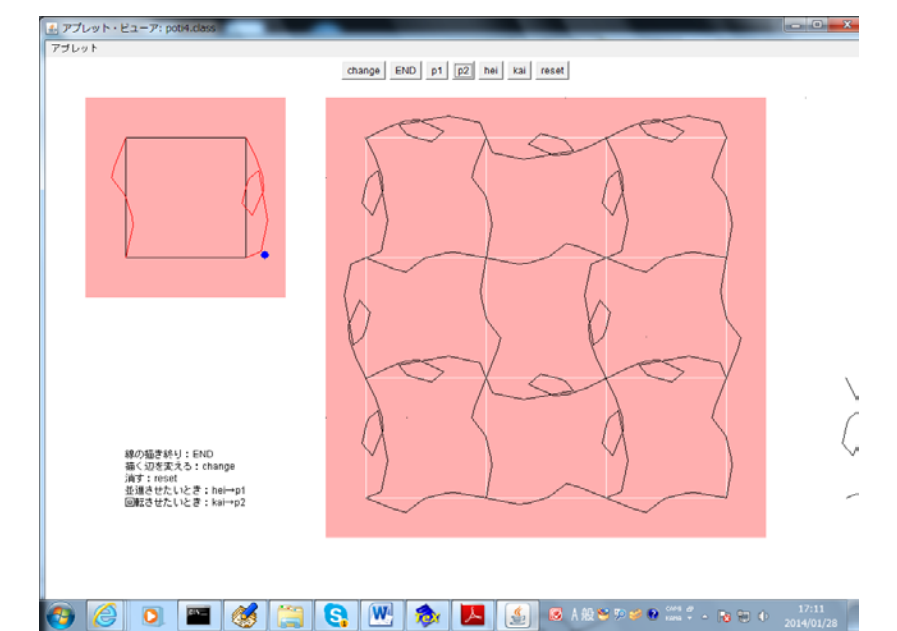 アプレット・ビューア: poti4.class
アプレット
change END p1 p2 hei kai reset
線の描き終り：END
描く辺を変える：change
消す：reset
並進させたいとき：hei→p1
回転させたいとき：kai→p2
A 般
CAPS
KANA
17:11
2014/01/28